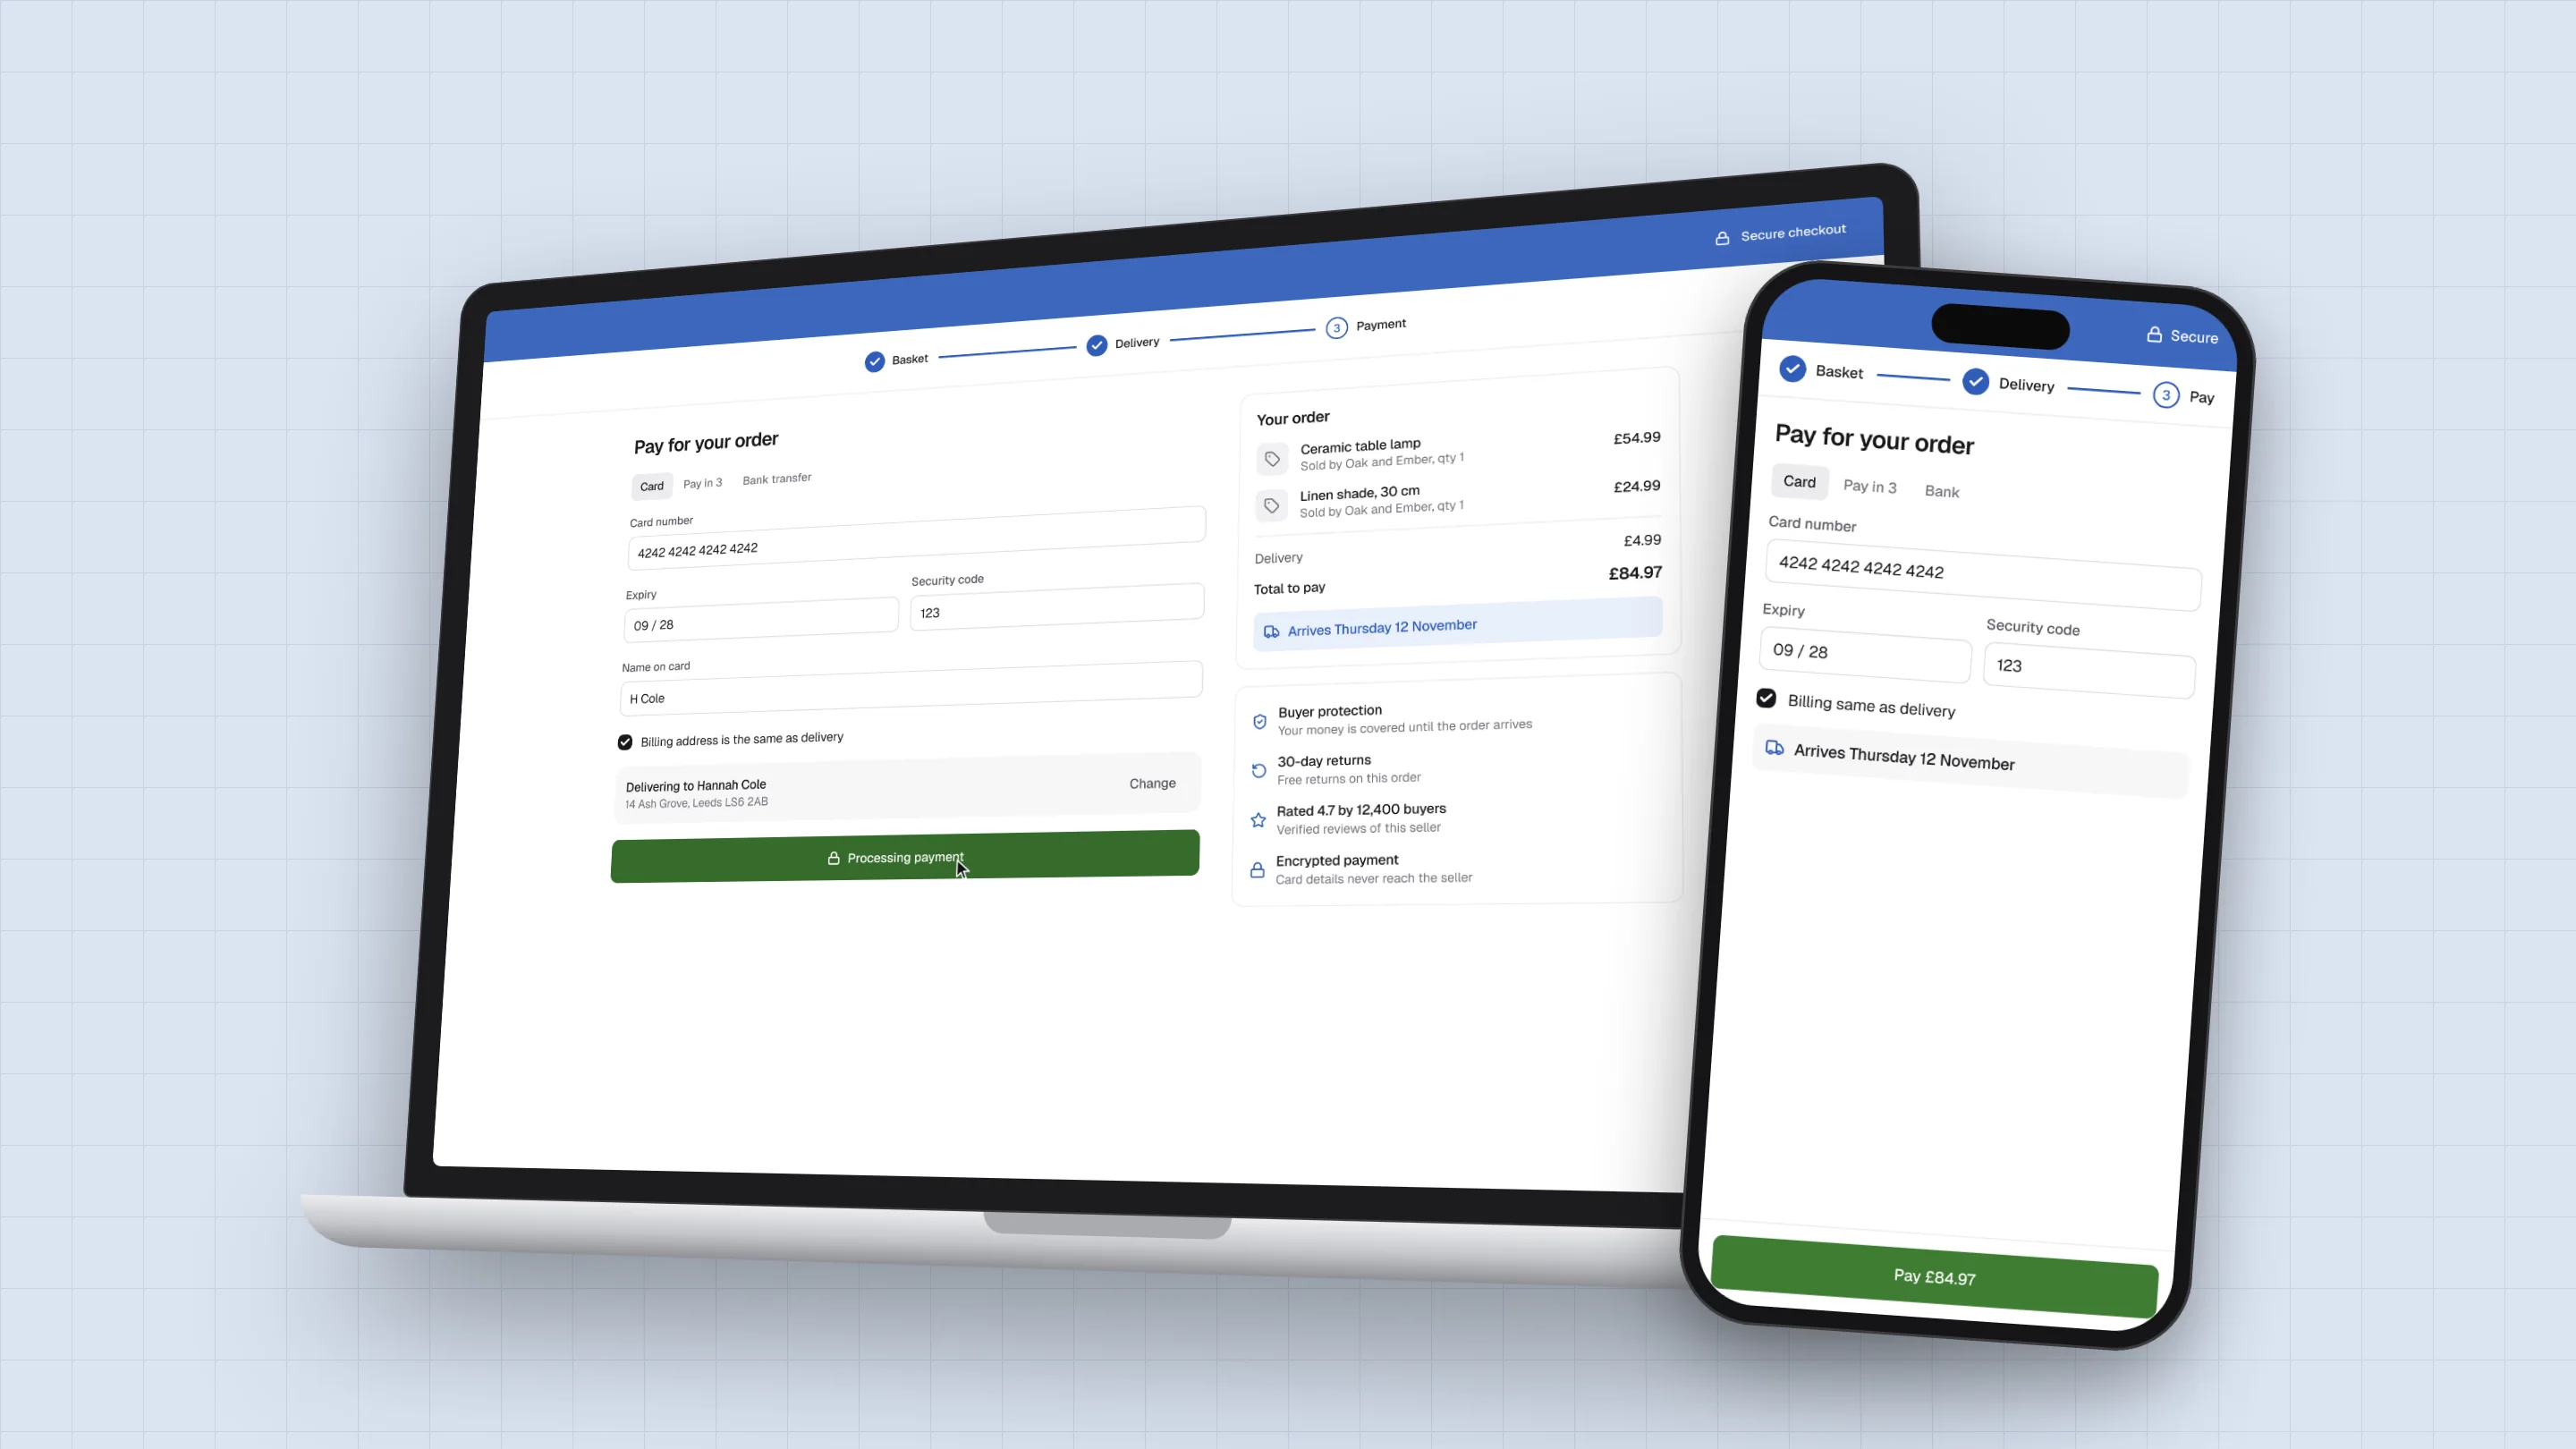 Secure checkout
Basket
Delivery
3 Payment
Pay for your order
Card Pay in 3 Bank transfer
Card number
4242 4242 4242 4242
Expiry
09 / 28
Security code
123
Name on card
H Cole
Billing address is the same as delivery
Delivering to Hannah Cole
14 Ash Grove, Leeds LS6 2AB
Change
Processing payment
Your order
Ceramic table lamp £54.99
Sold by Oak and Ember, qty 1
Linen shade, 30 cm £24.99
Sold by Oak and Ember, qty 1
Delivery £4.99
Total to pay £84.97
Arrives Thursday 12 November
Buyer protection
Your money is covered until the order arrives
30-day returns
Free returns on this order
Rated 4.7 by 12,400 buyers
Verified reviews of this seller
Encrypted payment
Card details never reach the seller
Secure
Basket
Delivery
3 Pay
Pay for your order
Card Pay in 3 Bank
Card number
4242 4242 4242 4242
Expiry
09 / 28
Security code
123
Billing same as delivery
Arrives Thursday 12 November
Pay £84.97